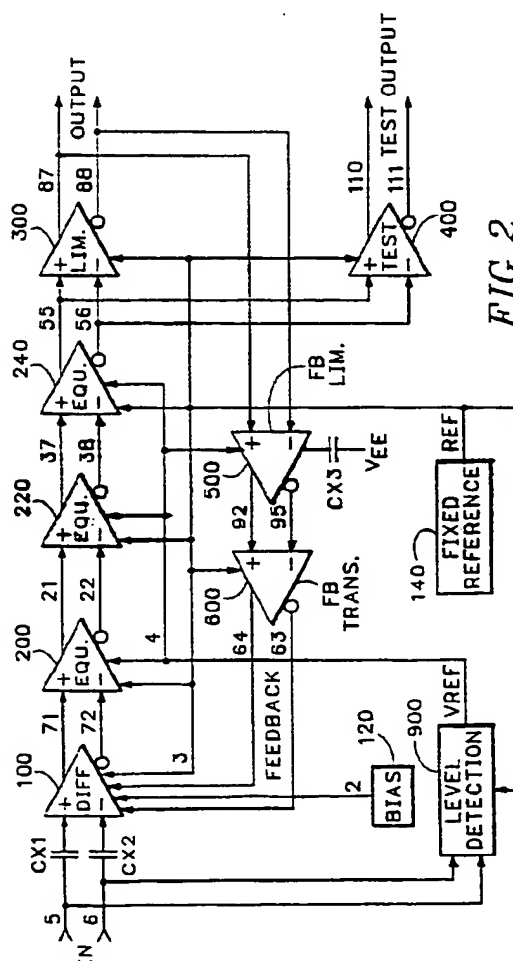 300
87
OUTPUT
88
LIM.
+
−
55
56
240
EQU.
+
−
37
38
220
EQU.
+
−
21
22
200
EQU.
+
−
4
71
72
100
DIFF
+
−
3
CX1
CX2
5
6
IN
110
TEST OUTPUT
111
TEST
+
−
400
FB
LIM.
500
+
−
CX3
VEE
92
95
600
+
−
FB
TRANS.
64
63
FEEDBACK
2
120
BIAS
VREF
900
LEVEL
DETECTION
REF
140
FIXED
REFERENCE
FIG 2